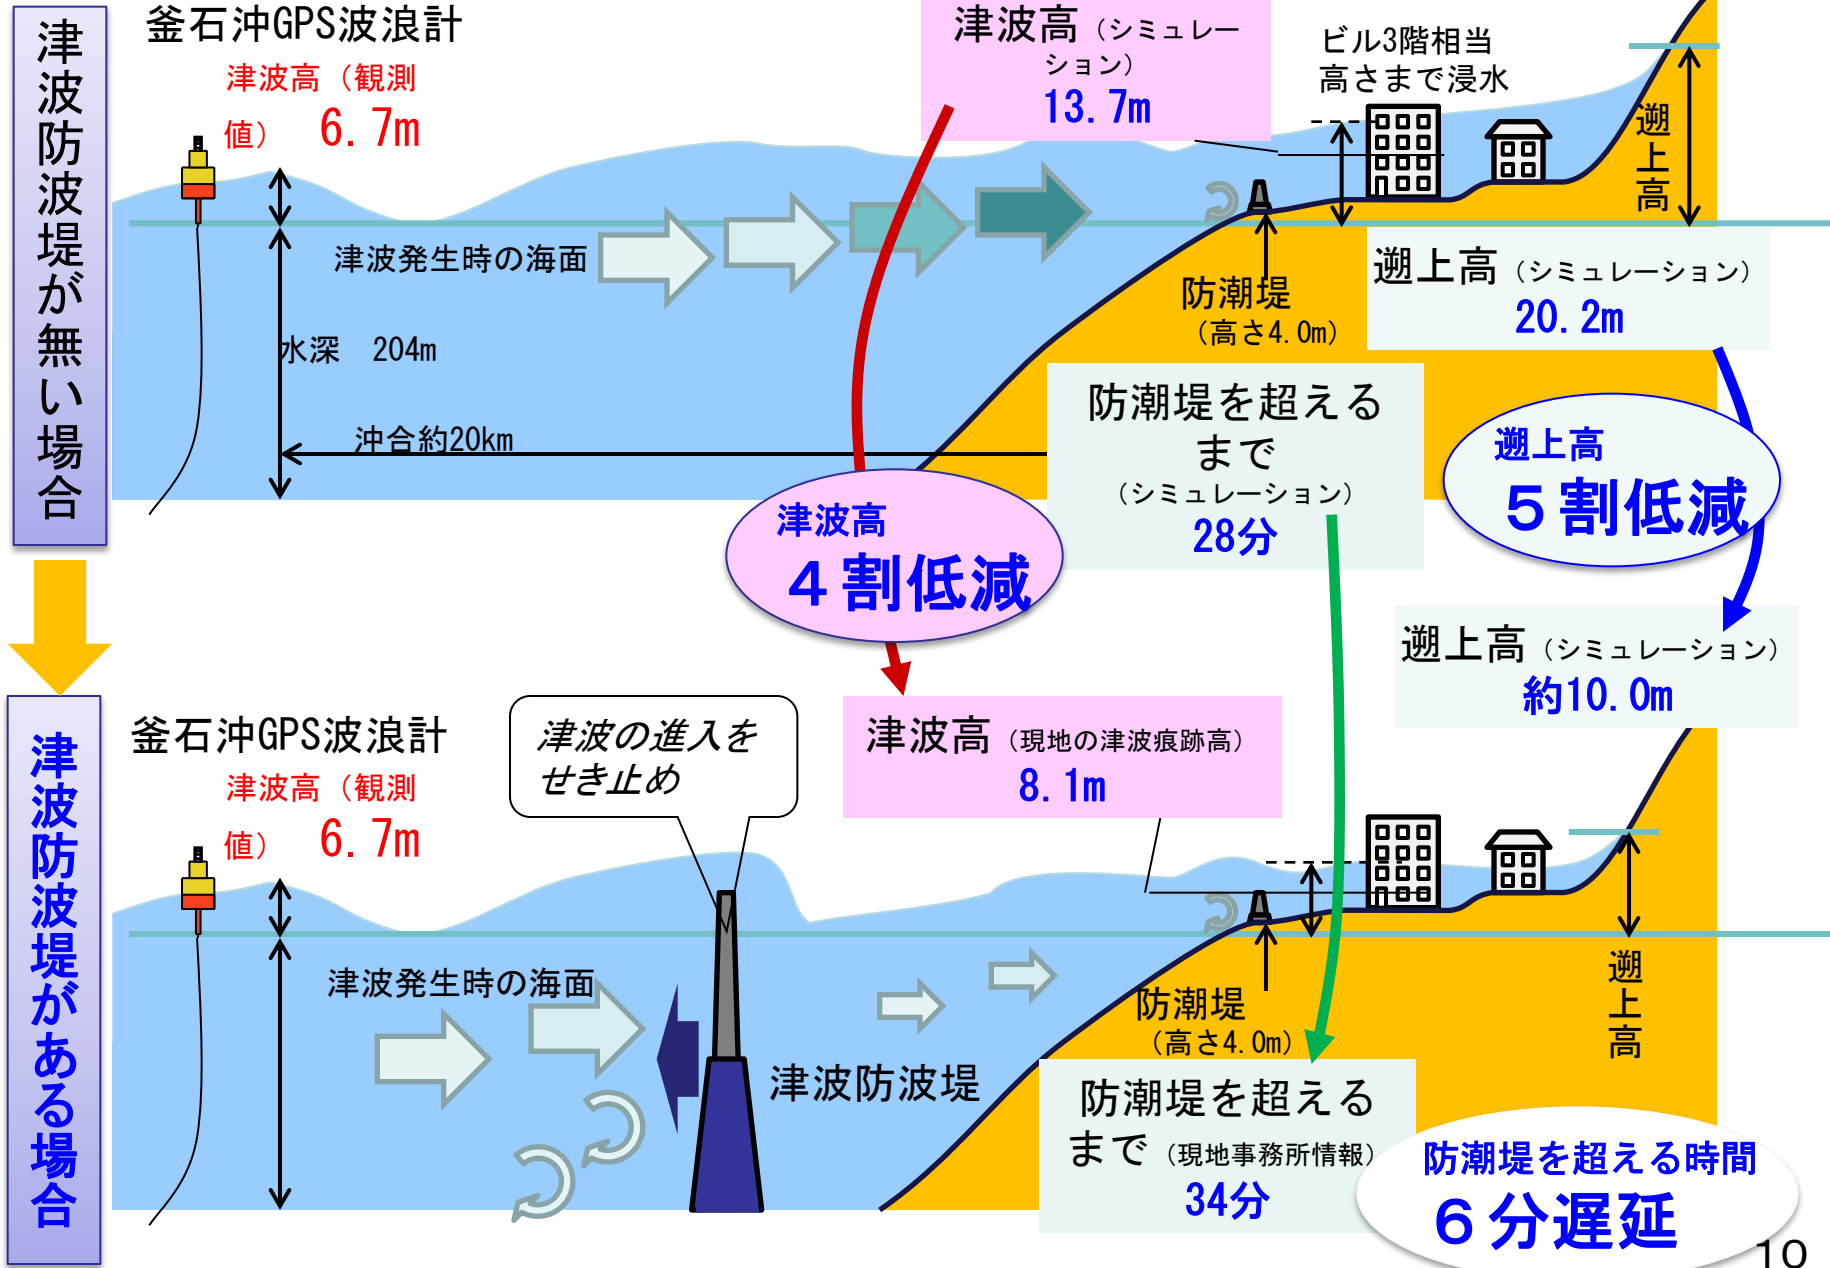 津波防波堤が無い場合
釜石沖GPS波浪計
津波高（観測
値） 6.7m
津波高（シミュレー
ション）
13.7m
ビル3階相当
高さまで浸水
遡上高
津波発生時の海面
防潮堤
（高さ4.0m）
遡上高（シミュレーション）
20.2m
水深 204m
沖合約20km
防潮堤を超える
まで
（シミュレーション）
28分
遡上高
５割低減
津波高
４割低減
遡上高（シミュレーション）
約10.0m
津波防波堤がある場合
釜石沖GPS波浪計
津波高（観測
値） 6.7m
津波の進入を
せき止め
津波高（現地の津波痕跡高）
8.1m
津波発生時の海面
津波防波堤
防潮堤
（高さ4.0m）
遡上高
防潮堤を超える
まで（現地事務所情報）
34分
防潮堤を超える時間
６分遅延
10